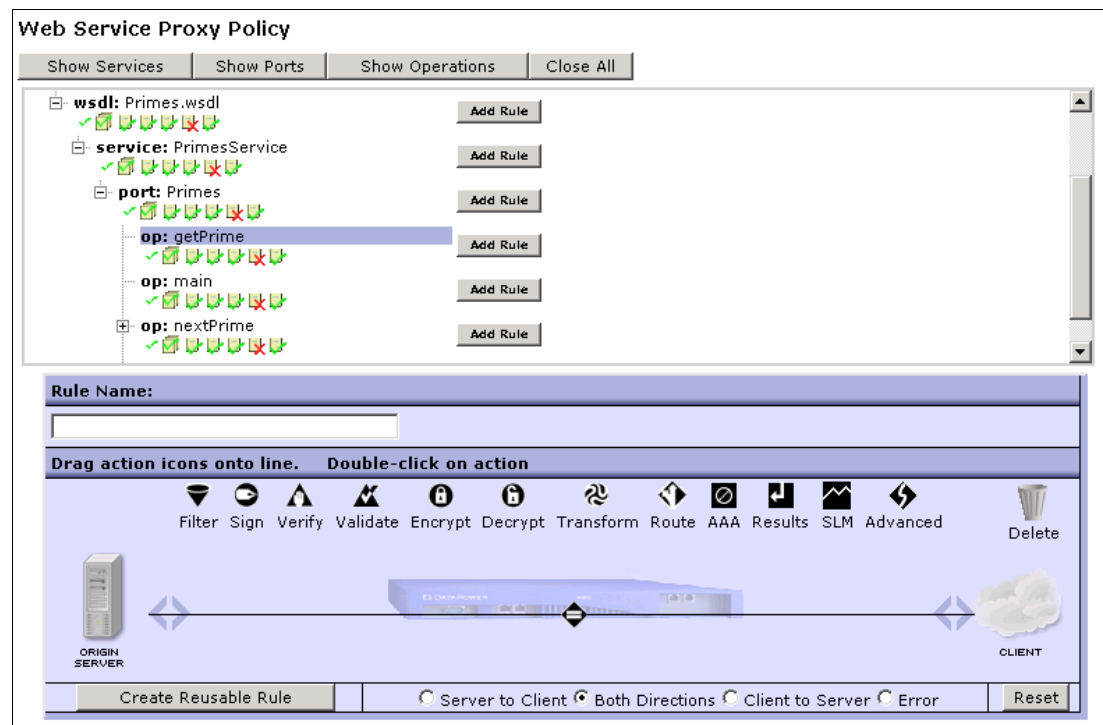 Web Service Proxy Policy
Show Services Show Ports Show Operations Close All
wsdl: Primes.wsdl Add Rule
service: PrimesService Add Rule
port: Primes Add Rule
op: getPrime Add Rule
op: main Add Rule
op: nextPrime Add Rule
Rule Name:
Drag action icons onto line. Double-click on action
Filter Sign Verify Validate Encrypt Decrypt Transform Route AAA Results SLM Advanced
Delete
DATAPOWER
ORIGIN SERVER CLIENT
Create Reusable Rule Server to Client Both Directions Client to Server Error Reset